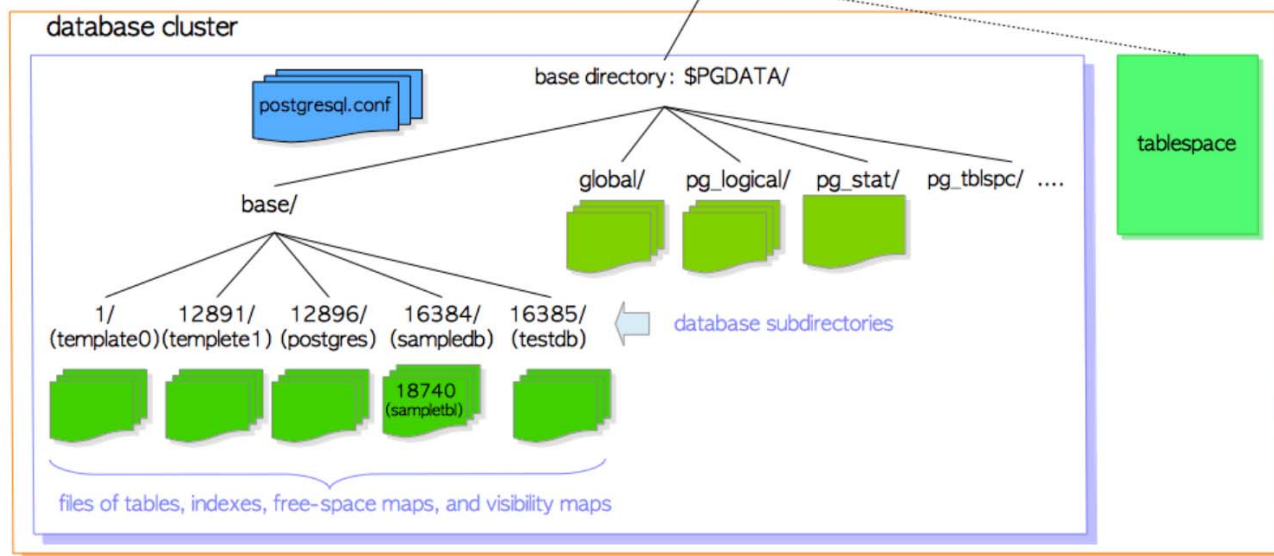 database cluster
base directory: $PGDATA/
postgresql.conf
tablespace
global/ pg_logical/ pg_stat/ pg_tblspc/ ....
base/
1/ 12891/ 12896/ 16384/ 16385/
(template0) (templete1) (postgres) (sampledb) (testdb)
database subdirectories
18740
(sampletbl)
files of tables, indexes, free-space maps, and visibility maps